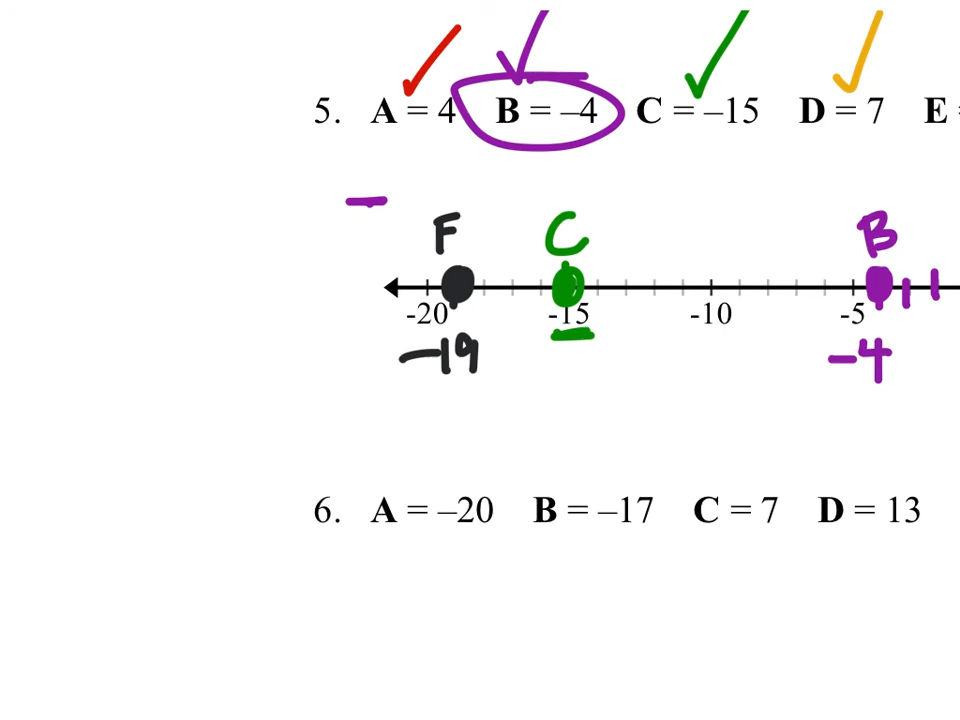 5. A = 4 B = –4 C = –15 D = 7 E =
F C B
-20 -15 -10 -5
–19 –4
6. A = –20 B = –17 C = 7 D = 13